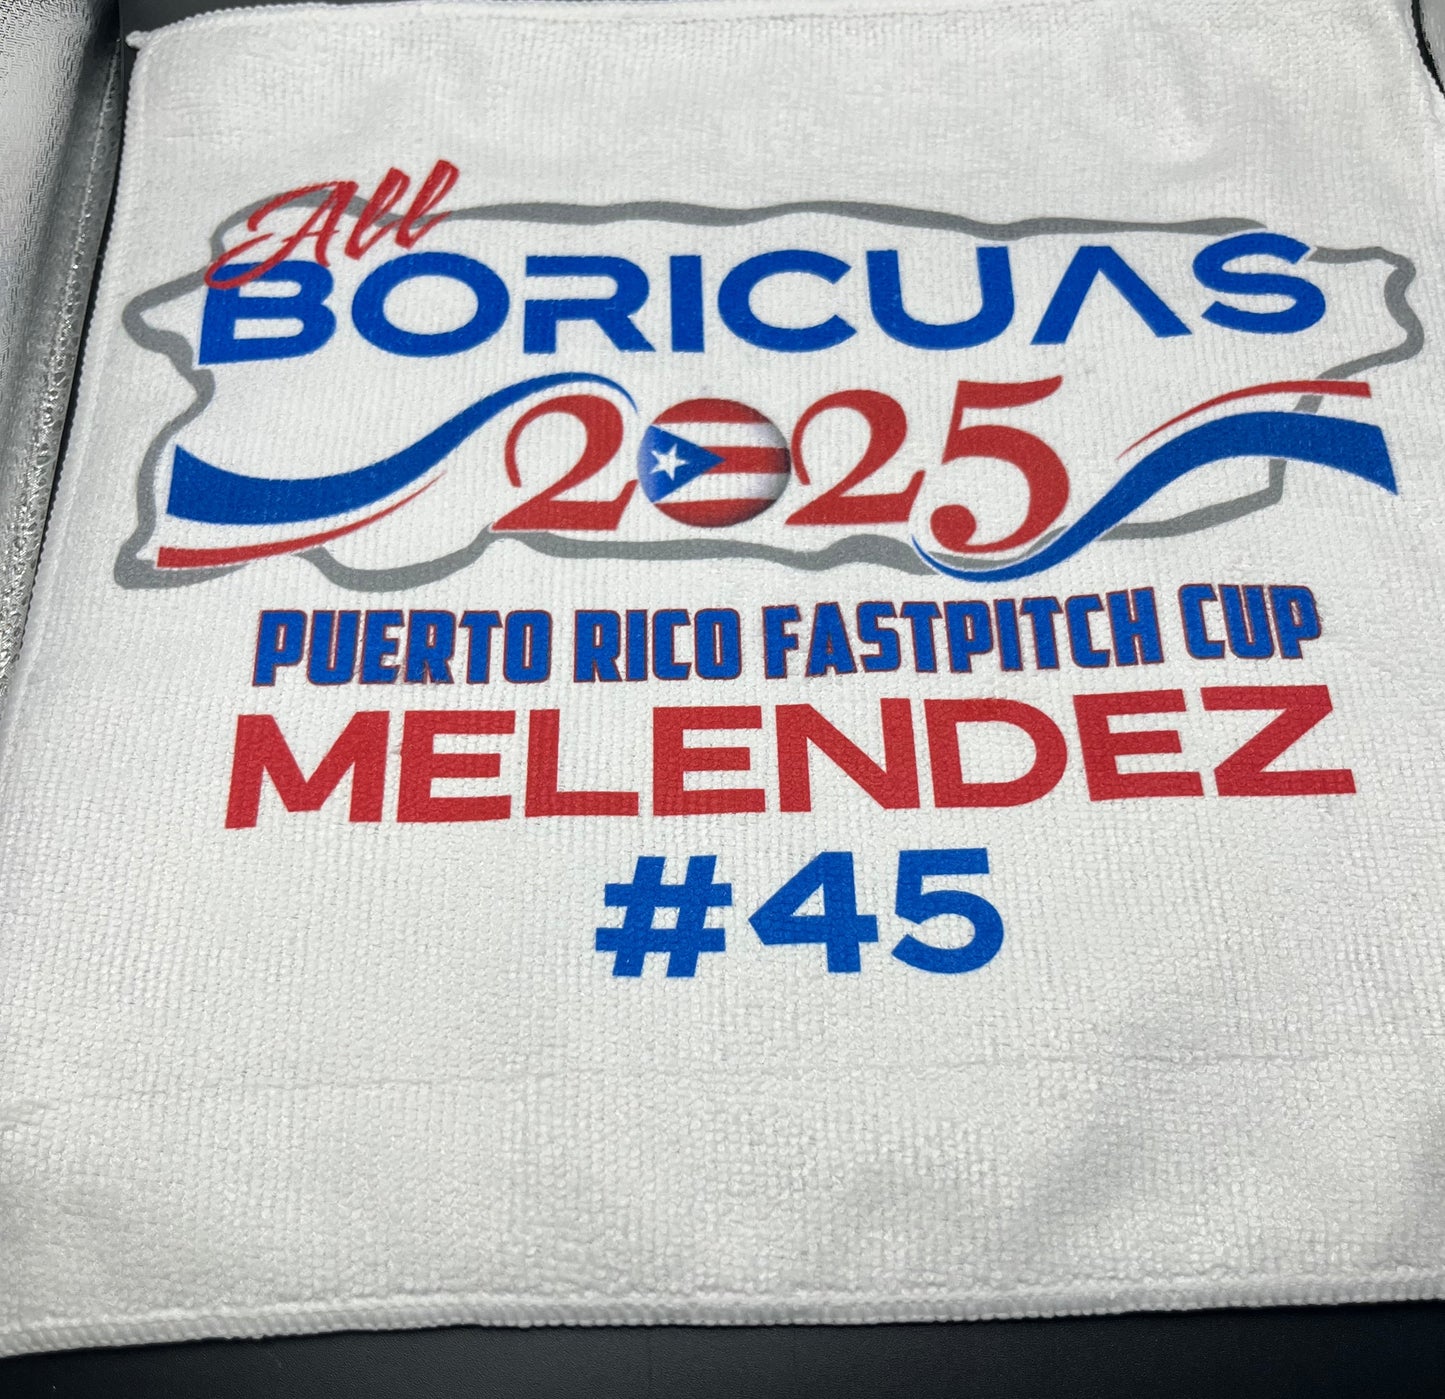 All
BORICUAS
2025
PUERTO RICO FASTPITCH CUP
MELENDEZ
#45